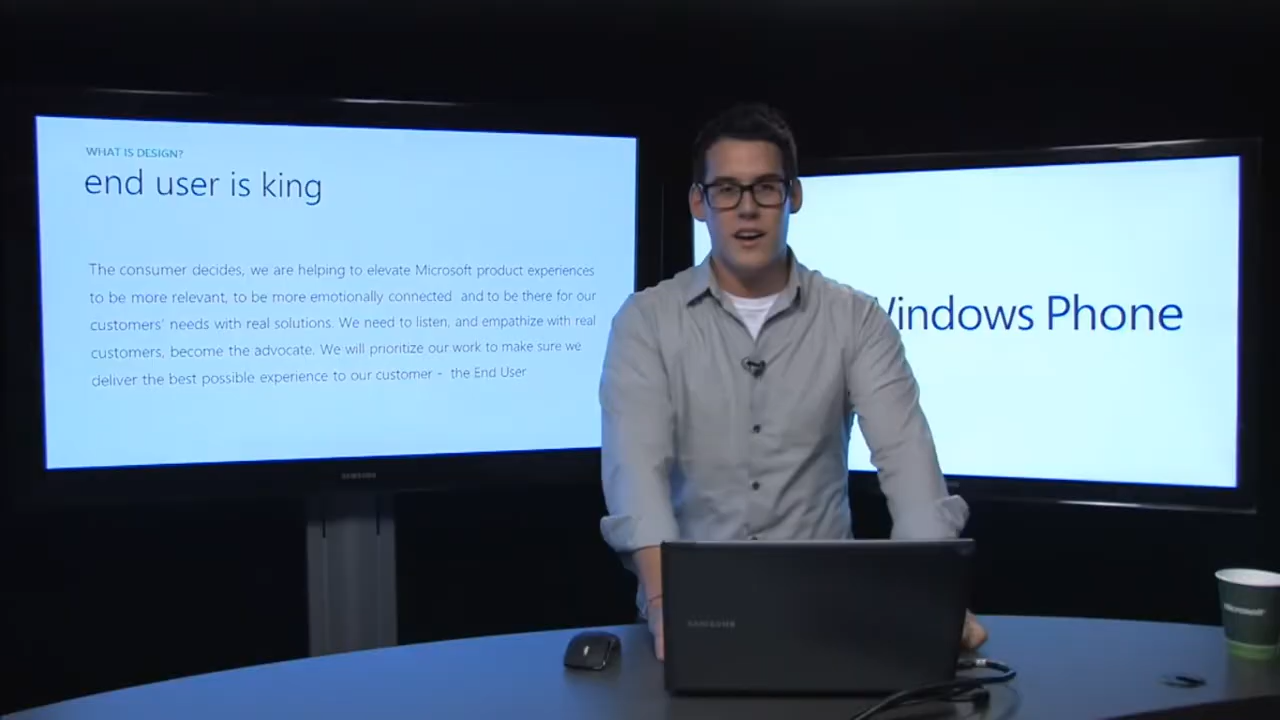 WHAT IS DESIGN?
end user is king
The consumer decides, we are helping to elevate Microsoft product experiences
to be more relevant, to be more emotionally connected and to be there for our
customers' needs with real solutions. We need to listen, and empathize with real
customers, become the advocate. We will prioritize our work to make sure we
deliver the best possible experience to our customer - the End User
SAMSUNG
Windows Phone
SAMSUNG
Microsoft